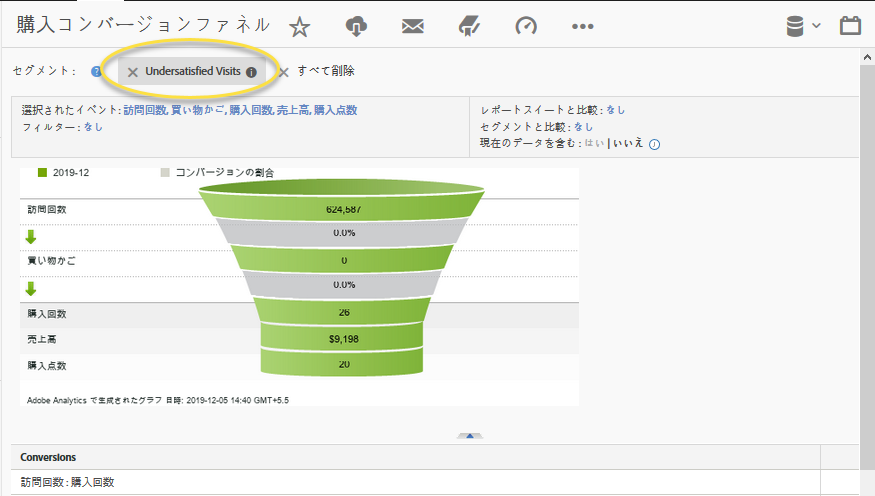 購入コンバージョンファネル
セグメント： Undersatisfied Visits すべて削除
選択されたイベント: 訪問回数, 買い物かご, 購入回数, 売上高, 購入点数
フィルター : なし
レポートスイートと比較 : なし
セグメントと比較 : なし
現在のデータを含む : はい | いいえ
2019-12 コンバージョンの割合
訪問回数 624,587
0.0%
買い物かご 0
0.0%
購入回数 26
売上高 $9,198
購入点数 20
Adobe Analytics で生成されたグラフ 日時: 2019-12-05 14:40 GMT+5.5
Conversions
訪問回数 : 購入回数